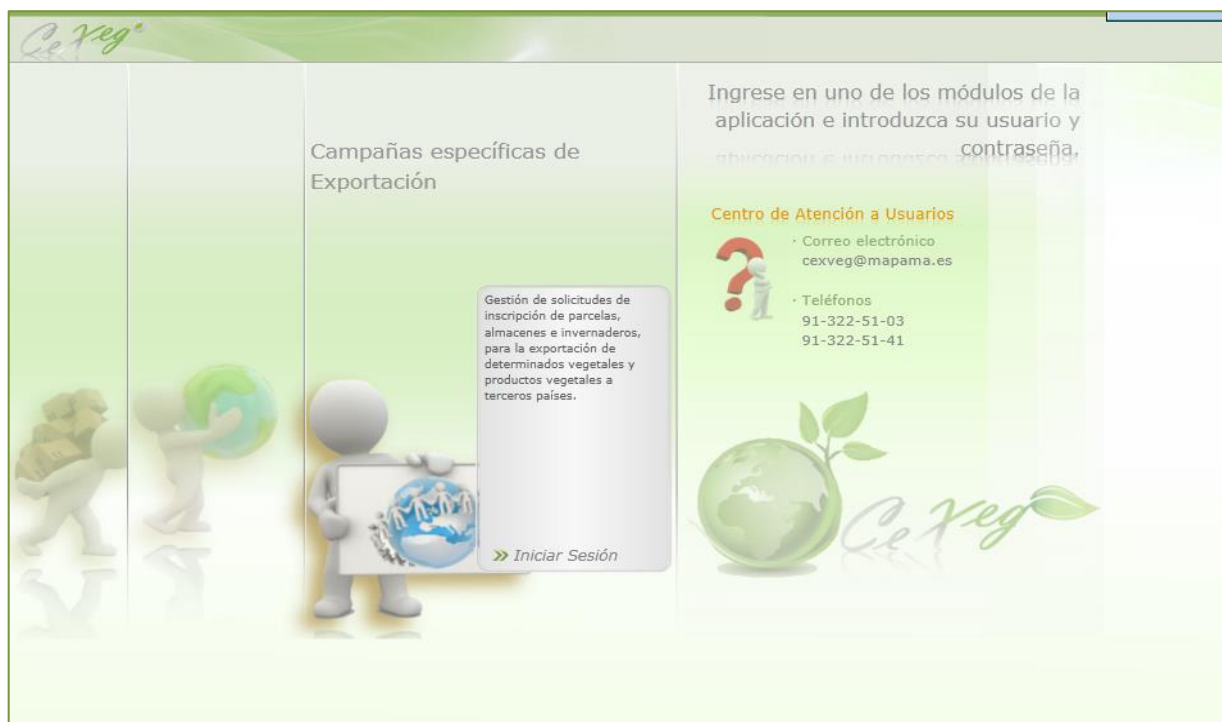 CeXveg
Campañas específicas de
Exportación
Gestión de solicitudes de
inscripción de parcelas,
almacenes e invernaderos,
para la exportación de
determinados vegetales y
productos vegetales a
terceros países.
Iniciar Sesión
Ingrese en uno de los módulos de la
aplicación e introduzca su usuario y
contraseña.
Centro de Atención a Usuarios
· Correo electrónico
cexveg@mapama.es
· Teléfonos
91-322-51-03
91-322-51-41
CeXveg